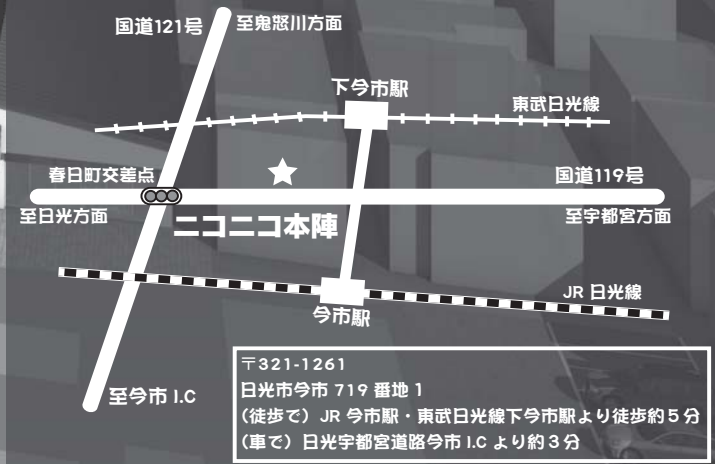 国道121号
至鬼怒川方面
下今市駅
東武日光線
春日町交差点
国道119号
至日光方面
ニコニコ本陣
至宇都宮方面
JR 日光線
今市駅
至今市 I.C
〒321-1261
日光市今市 719 番地 1
(徒歩で) JR 今市駅・東武日光線下今市駅より徒歩約5分
(車で) 日光宇都宮道路今市 I.C より約3分